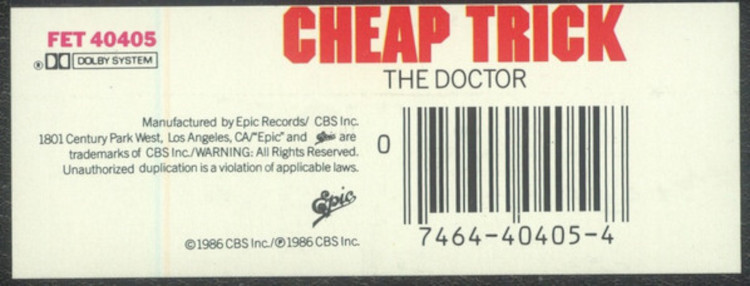 FET 40405
CHEAP TRICK
® DOLBY SYSTEM
THE DOCTOR
Manufactured by Epic Records/ CBS Inc.
1801 Century Park West, Los Angeles, CA/"Epic" and Epic are
trademarks of CBS Inc./WARNING: All Rights Reserved.
Unauthorized duplication is a violation of applicable laws.
Epic
© 1986 CBS Inc./℗ 1986 CBS Inc.
0
7464-40405-4